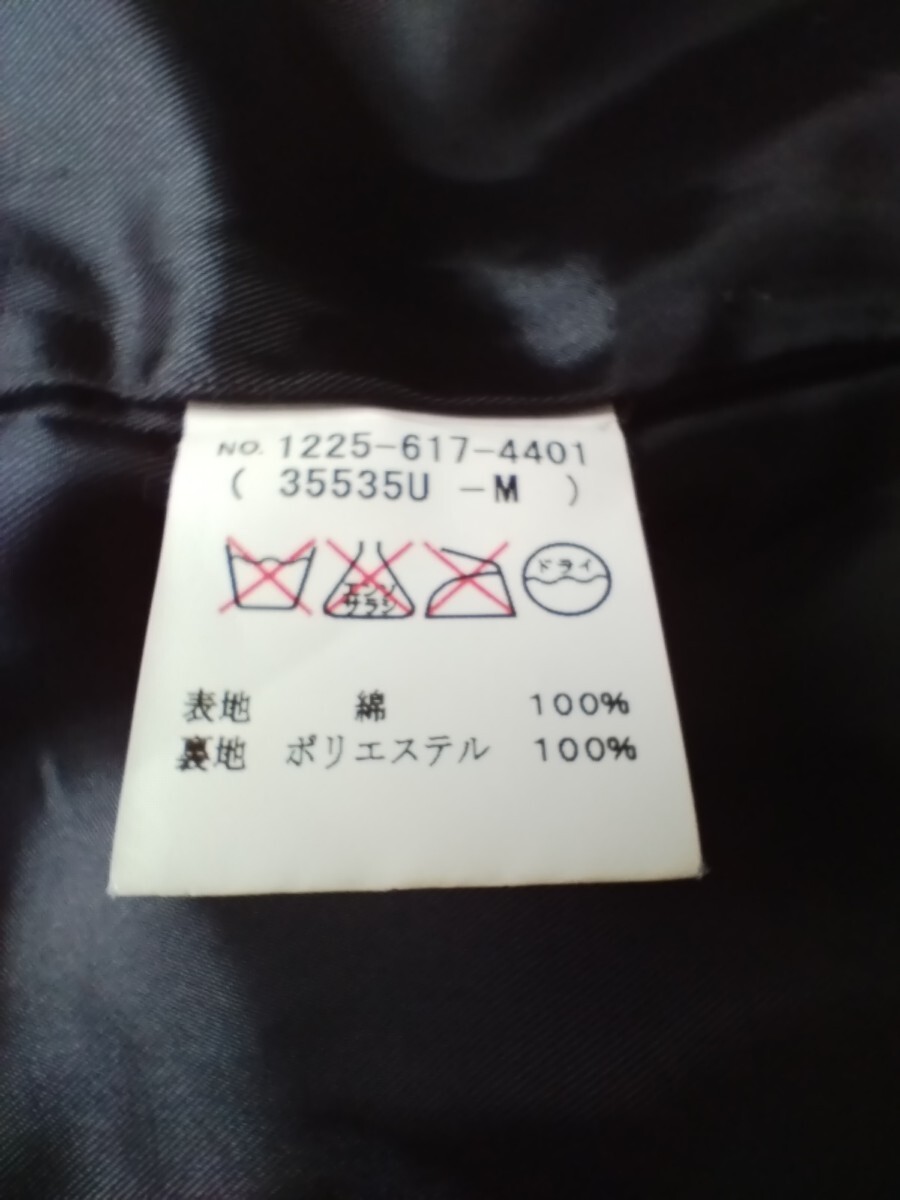 NO. 1225-617-4401
( 35535U -M )
エンソ
サラシ
ドライ
表地 綿 100%
裏地 ポリエステル 100%